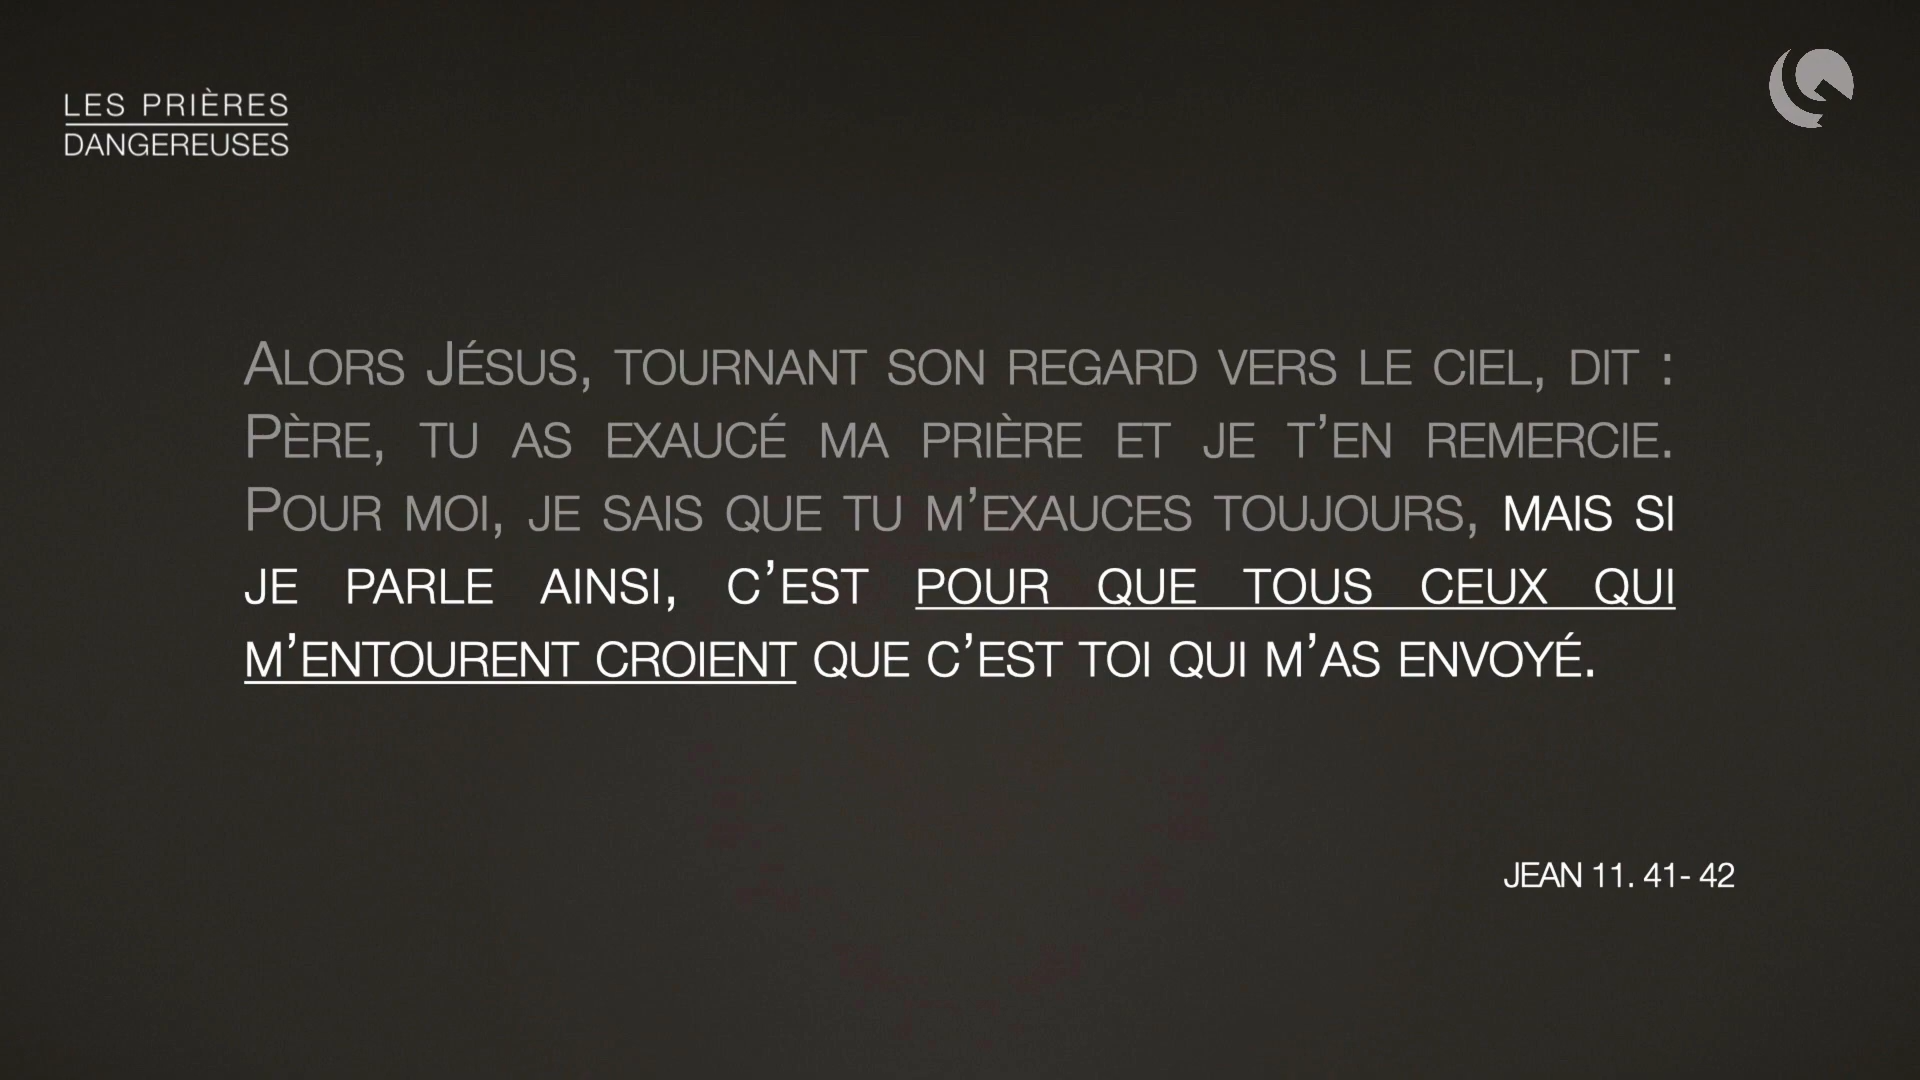 LES PRIÈRES
DANGEREUSES
ALORS JÉSUS, TOURNANT SON REGARD VERS LE CIEL, DIT :
PÈRE, TU AS EXAUCÉ MA PRIÈRE ET JE T’EN REMERCIE.
POUR MOI, JE SAIS QUE TU M’EXAUCES TOUJOURS, MAIS SI
JE PARLE AINSI, C’EST POUR QUE TOUS CEUX QUI
M’ENTOURENT CROIENT QUE C’EST TOI QUI M’AS ENVOYÉ.
JEAN 11. 41- 42